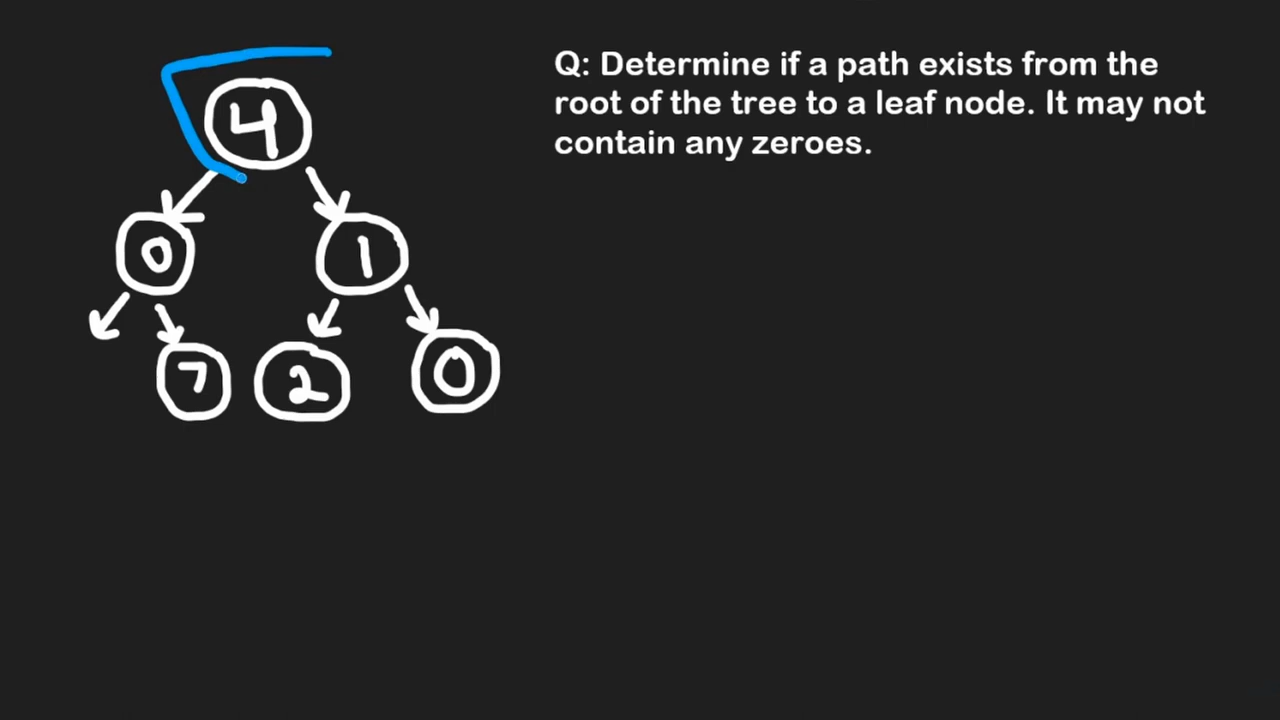 Q: Determine if a path exists from the
root of the tree to a leaf node. It may not
contain any zeroes.
4
0 1
7 2 0